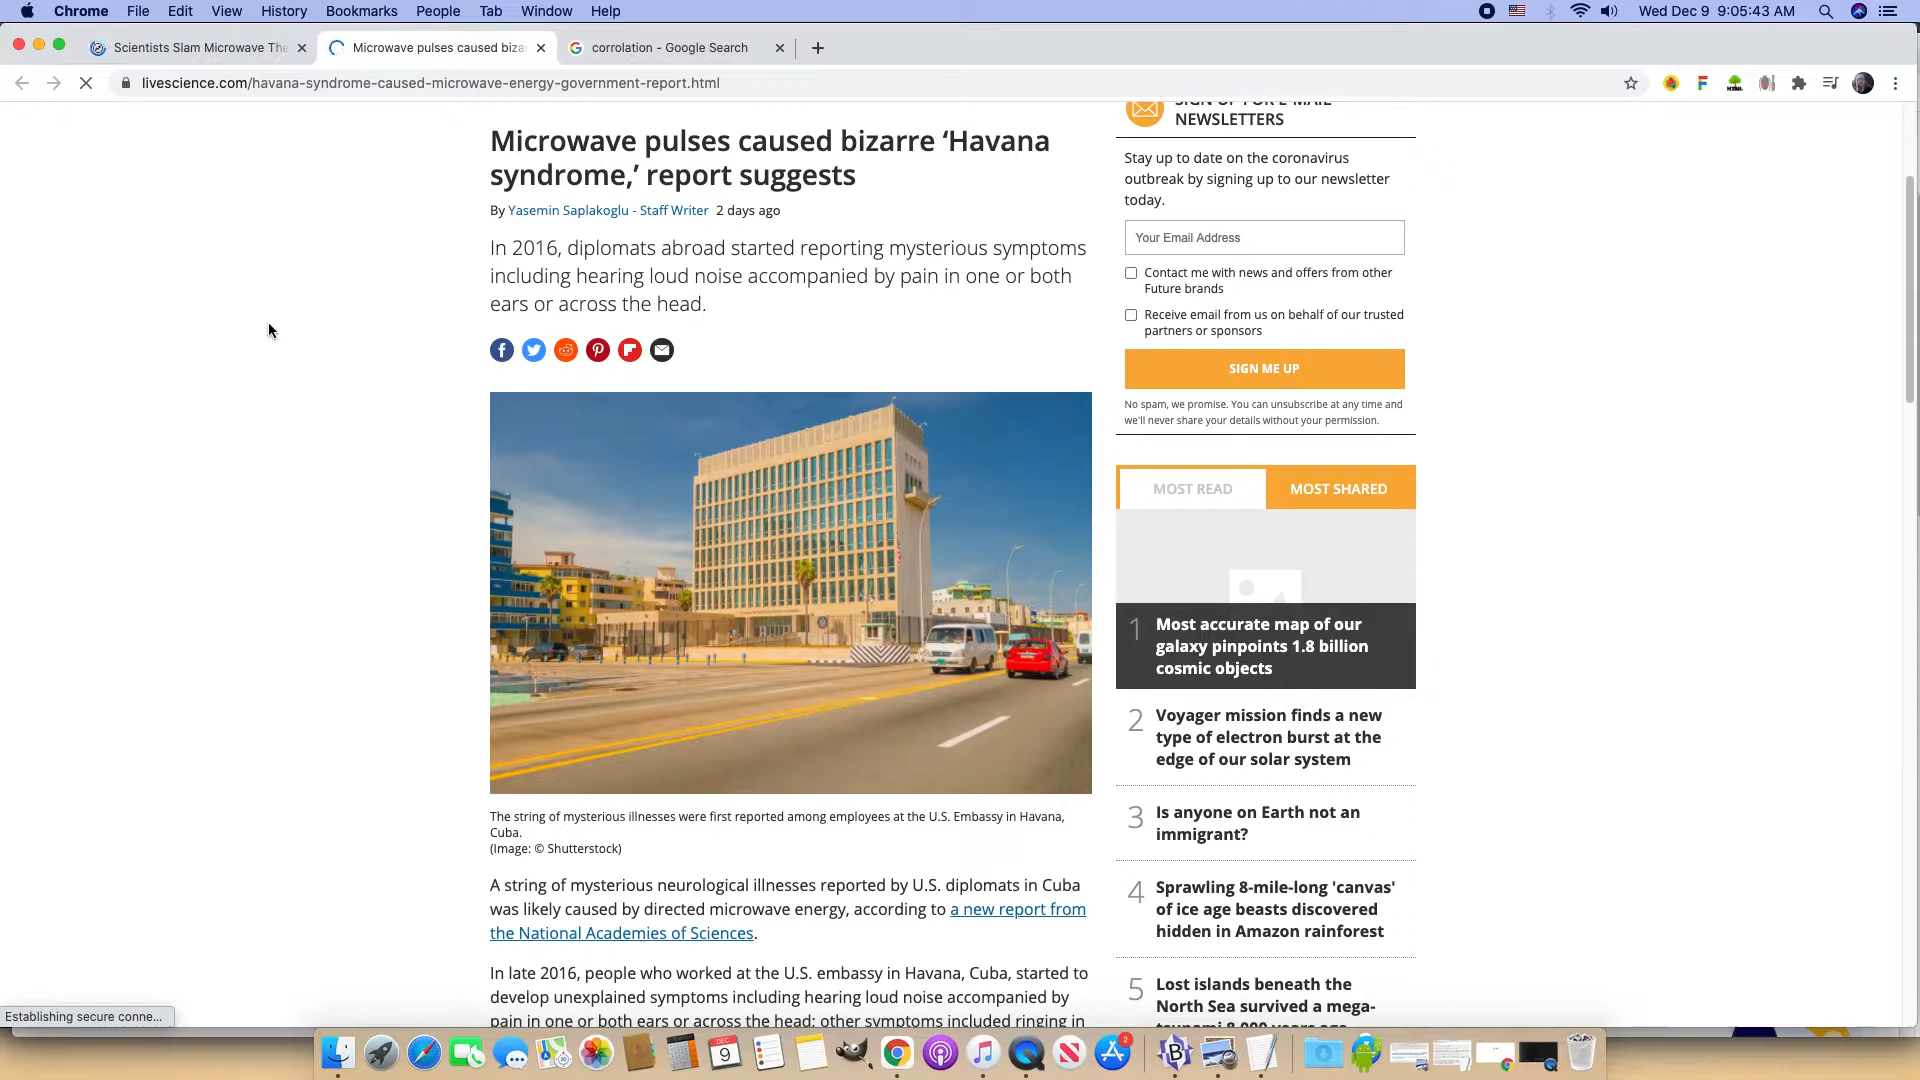 Chrome File Edit View History Bookmarks People Tab Window Help
Wed Dec 9 9:05:43 AM
Scientists Slam Microwave The
Microwave pulses caused biza
corrolation - Google Search
livescience.com/havana-syndrome-caused-microwave-energy-government-report.html
Microwave pulses caused bizarre ‘Havana
syndrome,’ report suggests
By Yasemin Saplakoglu - Staff Writer 2 days ago
In 2016, diplomats abroad started reporting mysterious symptoms
including hearing loud noise accompanied by pain in one or both
ears or across the head.
The string of mysterious illnesses were first reported among employees at the U.S. Embassy in Havana,
Cuba.
(Image: © Shutterstock)
A string of mysterious neurological illnesses reported by U.S. diplomats in Cuba
was likely caused by directed microwave energy, according to a new report from
the National Academies of Sciences.
In late 2016, people who worked at the U.S. embassy in Havana, Cuba, started to
develop unexplained symptoms including hearing loud noise accompanied by
pain in one or both ears or across the head; other symptoms included ringing in
SIGN UP FOR E-MAIL
NEWSLETTERS
Stay up to date on the coronavirus
outbreak by signing up to our newsletter
today.
Your Email Address
Contact me with news and offers from other
Future brands
Receive email from us on behalf of our trusted
partners or sponsors
SIGN ME UP
No spam, we promise. You can unsubscribe at any time and
we'll never share your details without your permission.
MOST READ
MOST SHARED
1 Most accurate map of our
galaxy pinpoints 1.8 billion
cosmic objects
2 Voyager mission finds a new
type of electron burst at the
edge of our solar system
3 Is anyone on Earth not an
immigrant?
4 Sprawling 8-mile-long 'canvas'
of ice age beasts discovered
hidden in Amazon rainforest
5 Lost islands beneath the
North Sea survived a mega-
tsunami 8,000 years ago
Establishing secure conne...
DEC
9
2